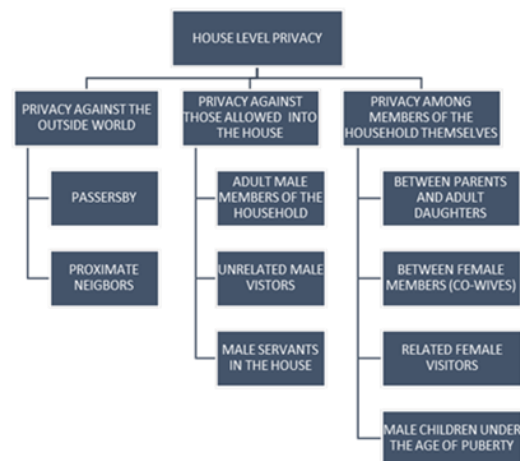 HOUSE LEVEL PRIVACY
PRIVACY AGAINST THE
OUTSIDE WORLD
PASSERSBY
PROXIMATE
NEIGBORS
PRIVACY AGAINST
THOSE ALLOWED INTO
THE HOUSE
ADULT MALE
MEMBERS OF THE
HOUSEHOLD
UNRELATED MALE
VISTORS
MALE SERVANTS
IN THE HOUSE
PRIVACY AMONG
MEMBERS OF THE
HOUSEHOLD THEMSELVES
BETWEEN PARENTS
AND ADULT
DAUGHTERS
BETWEEN FEMALE
MEMBERS (CO-WIVES)
RELATED FEMALE
VISITORS
MALE CHILDREN UNDER
THE AGE OF PUBERTY